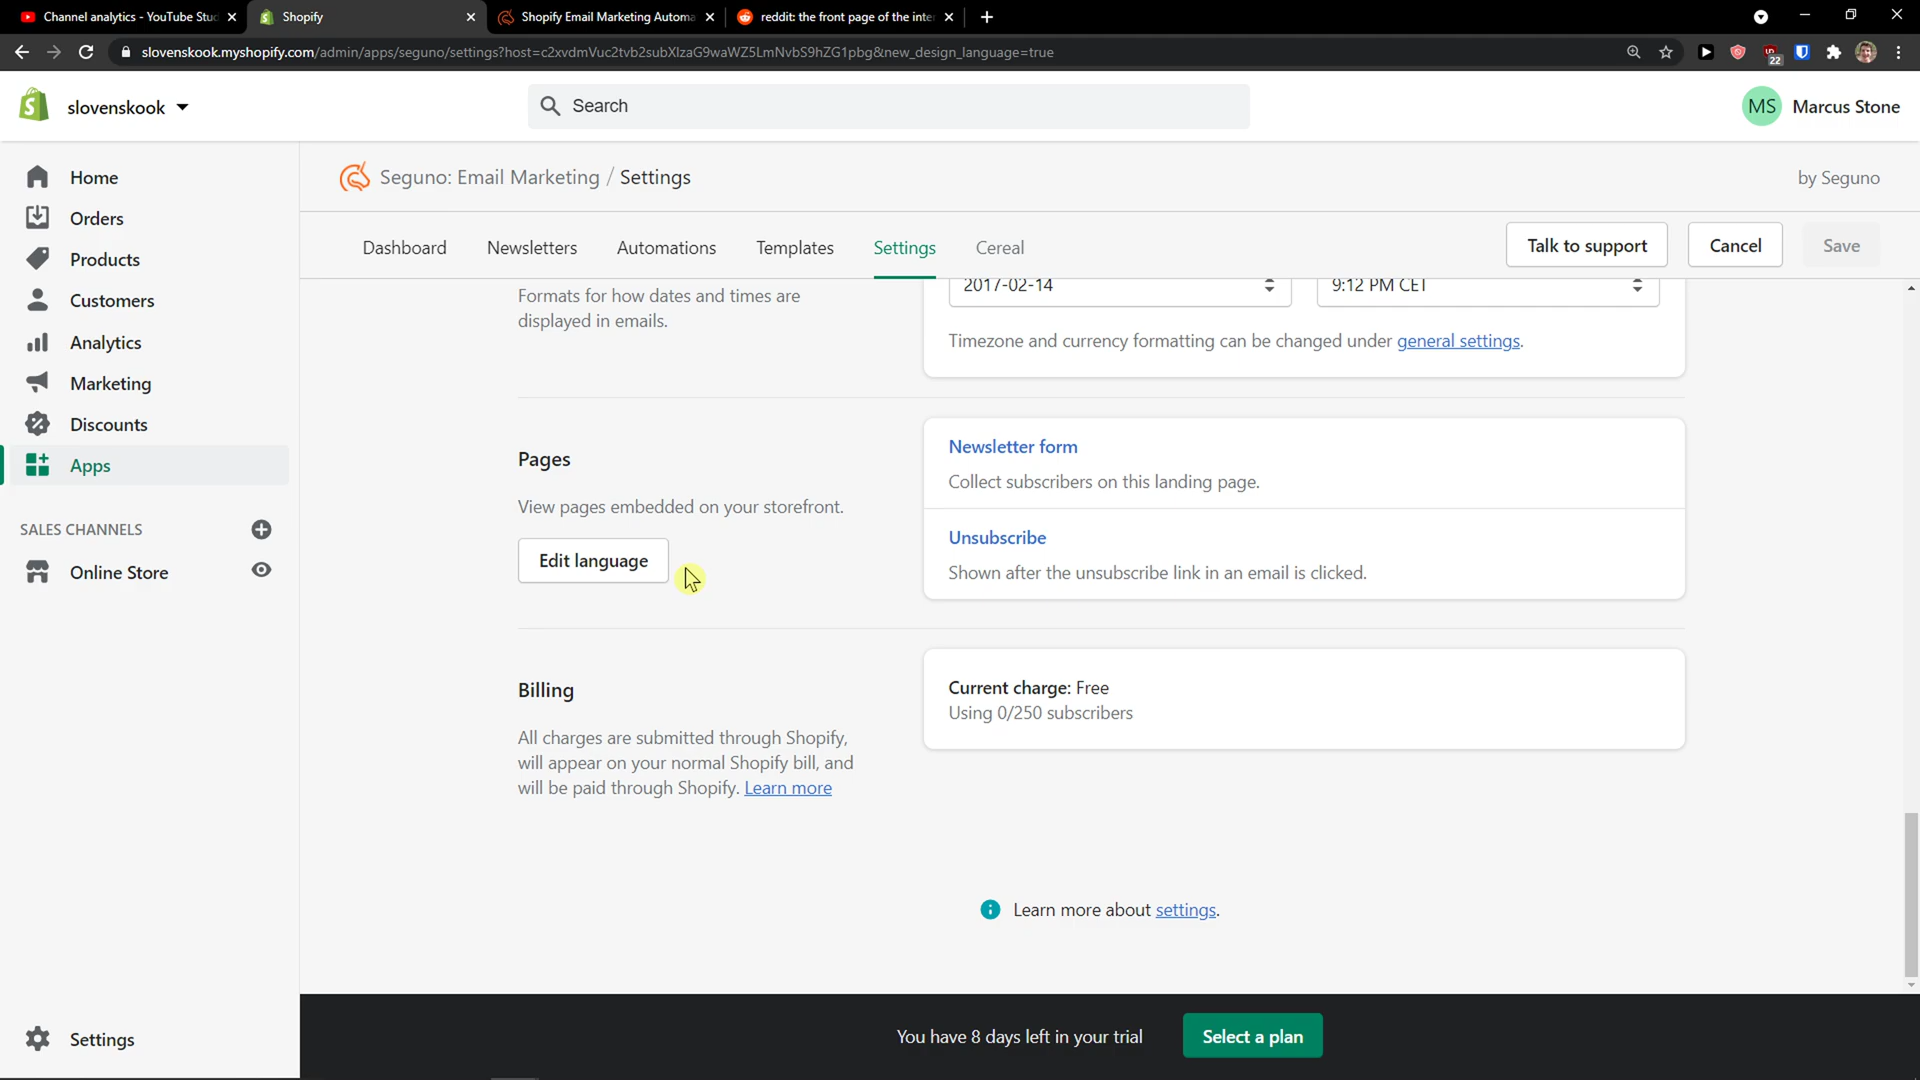 Channel analytics - YouTube Stu
Shopify
Shopify Email Marketing Automa
reddit: the front page of the inte
slovenskook.myshopify.com/admin/apps/seguno/settings?host=c2xvdmVuc2tvb2subXlzaG9waWZ5LmNvbS9hZG1pbg&new_design_language=true
22
slovenskook
Search
MS
Marcus Stone
Home
Orders
Products
Customers
Analytics
Marketing
Discounts
Apps
SALES CHANNELS
Online Store
Settings
Seguno: Email Marketing / Settings
by Seguno
Dashboard
Newsletters
Automations
Templates
Settings
Cereal
Talk to support
Cancel
Save
Formats for how dates and times are
displayed in emails.
2017-02-14
9:12 PM CET
Timezone and currency formatting can be changed under general settings.
Pages
View pages embedded on your storefront.
Edit language
Newsletter form
Collect subscribers on this landing page.
Unsubscribe
Shown after the unsubscribe link in an email is clicked.
Billing
All charges are submitted through Shopify,
will appear on your normal Shopify bill, and
will be paid through Shopify. Learn more
Current charge: Free
Using 0/250 subscribers
Learn more about settings.
You have 8 days left in your trial
Select a plan